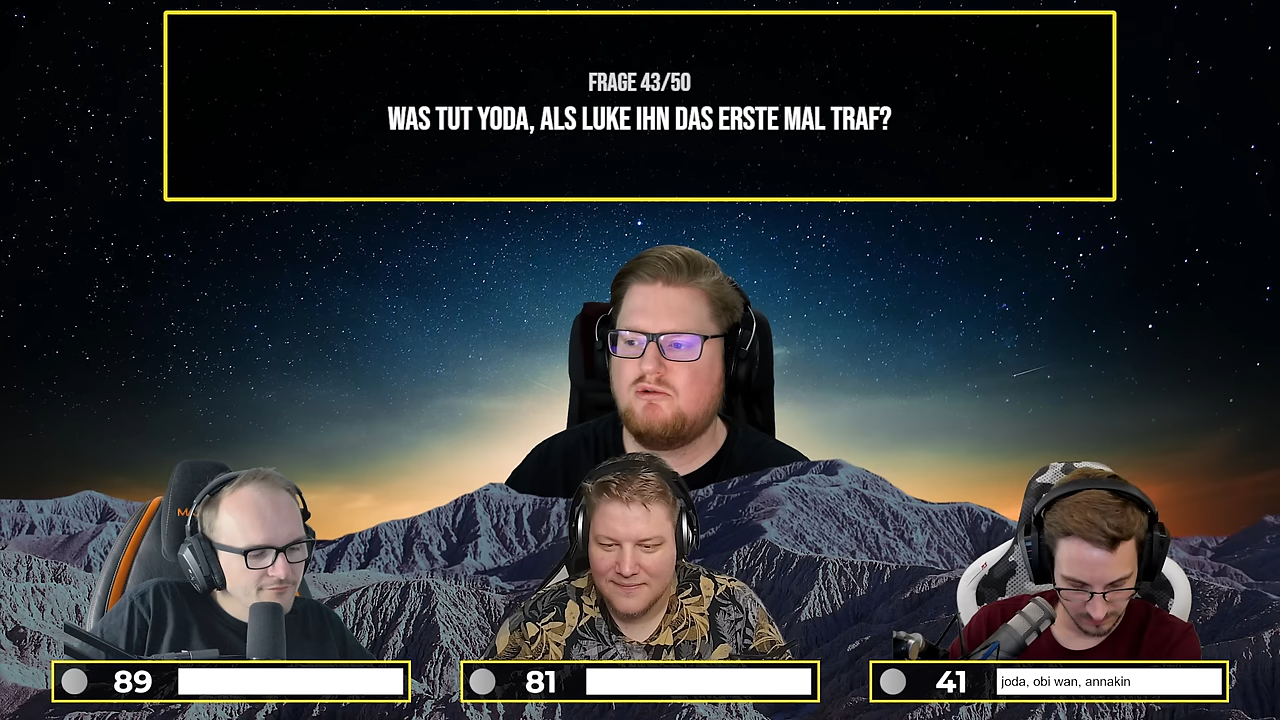 FRAGE 43/50
WAS TUT YODA, ALS LUKE IHN DAS ERSTE MAL TRAF?
89
81
41
joda, obi wan, annakin